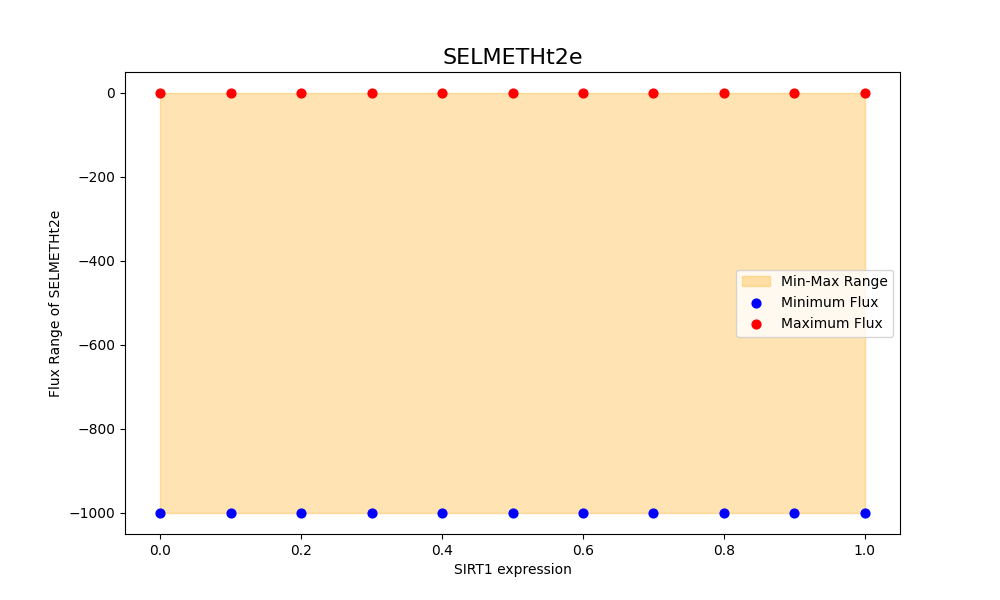 SELMETHt2e
Flux Range of SELMETHt2e
0
−200
−400
−600
−800
−1000
Min-Max Range
Minimum Flux
Maximum Flux
0.0 0.2 0.4 0.6 0.8 1.0
SIRT1 expression